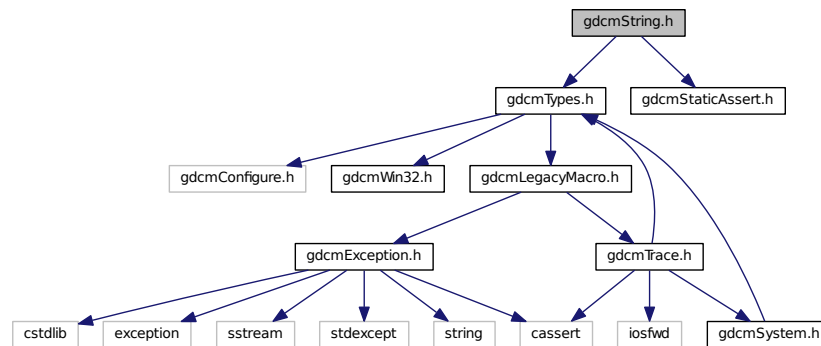 gdcmString.h
gdcmTypes.h
gdcmStaticAssert.h
gdcmConfigure.h
gdcmWin32.h
gdcmLegacyMacro.h
gdcmException.h
gdcmTrace.h
cstdlib
exception
sstream
stdexcept
string
cassert
iosfwd
gdcmSystem.h